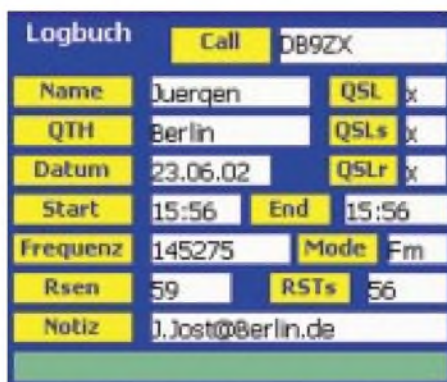 Logbuch Call DB9ZX
Name Juergen QSL x
QTH Berlin QSLs x
Datum 23.06.02 QSLr x
Start 15:56 End 15:56
Frequenz 145275 Mode Fm
Rsen 59 RSTs 56
Notiz J.Jost@Berlin.de